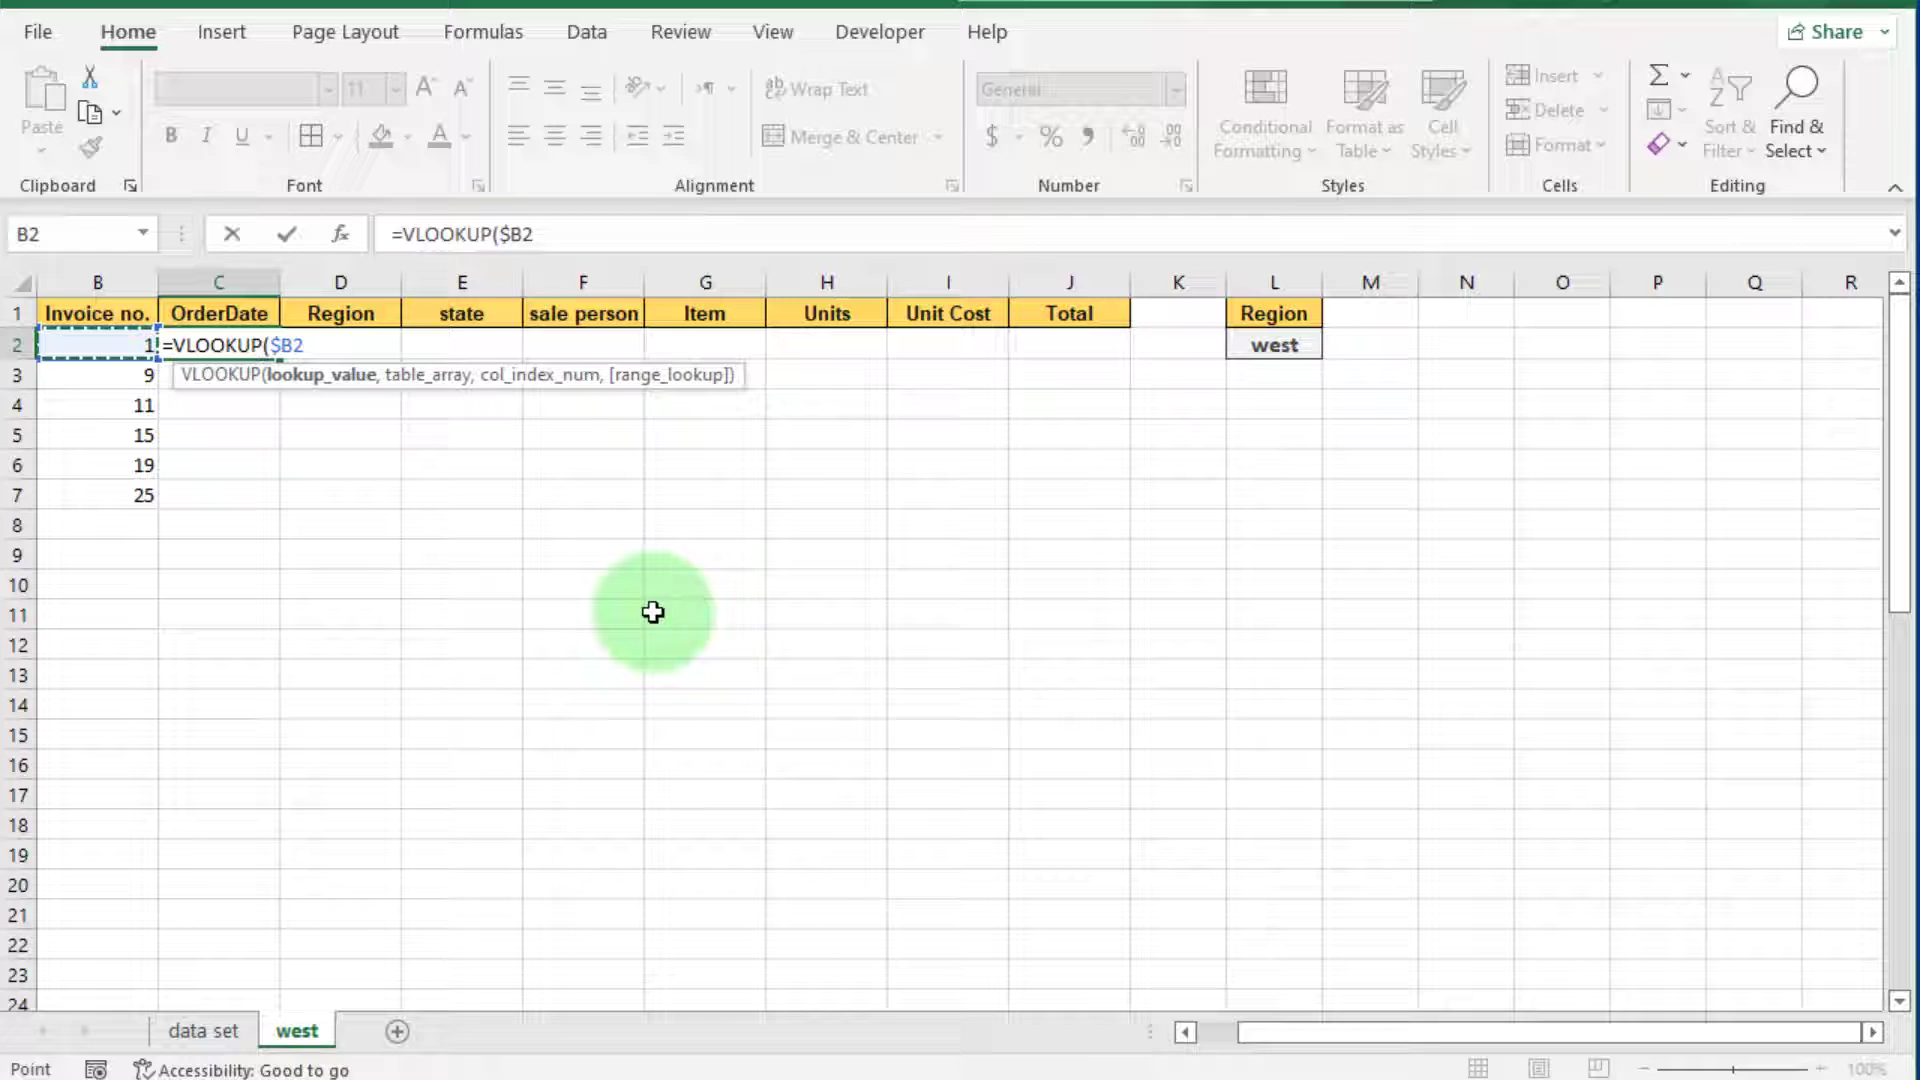 File Home Insert Page Layout Formulas Data Review View Developer Help Share
Paste
11
B I U
Wrap Text
Merge & Center
General
$ % 9
Conditional Formatting
Format as Table
Cell Styles
Insert
Delete
Format
Sort & Filter
Find & Select
Clipboard Font Alignment Number Styles Cells Editing
B2 fx =VLOOKUP($B2
B C D E F G H I J K L M N O P Q R
1 Invoice no. OrderDate Region state sale person Item Units Unit Cost Total Region
2 1 =VLOOKUP($B2 west
3 9 VLOOKUP(lookup_value, table_array, col_index_num, [range_lookup])
4 11
5 15
6 19
7 25
8
9
10
11
12
13
14
15
16
17
18
19
20
21
22
23
24
data set west
Point Accessibility: Good to go 100%